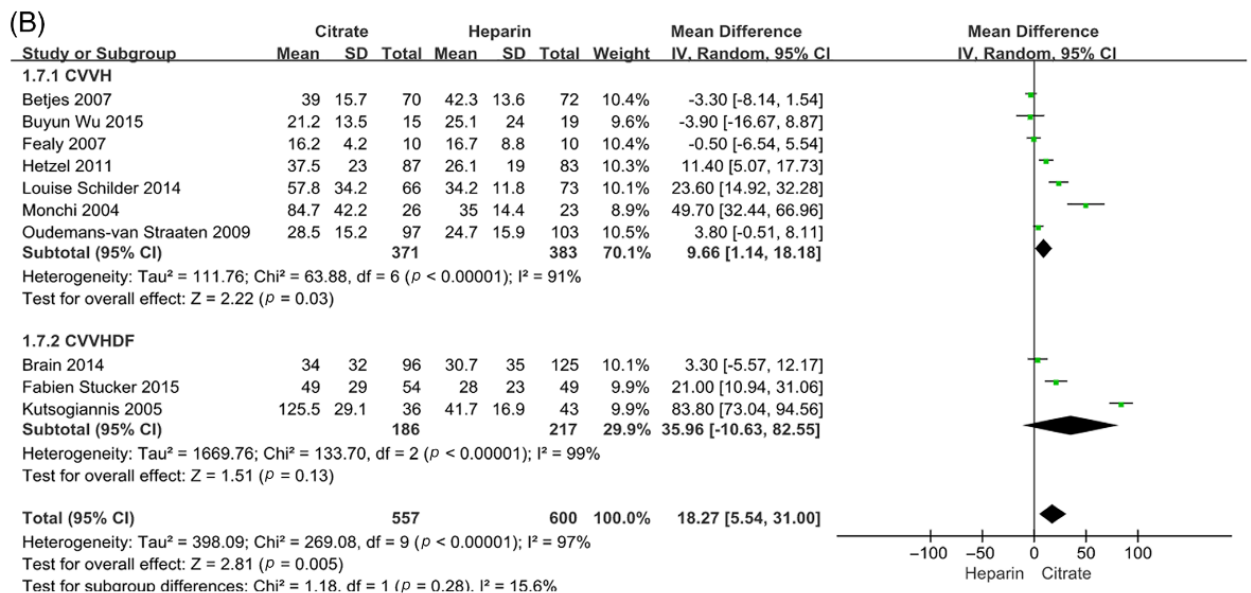 (B)
Citrate Heparin Mean Difference Mean Difference
Study or Subgroup Mean SD Total Mean SD Total Weight IV, Random, 95% CI IV, Random, 95% CI
1.7.1 CVVH
Betjes 2007 39 15.7 70 42.3 13.6 72 10.4% -3.30 [-8.14, 1.54]
Buyun Wu 2015 21.2 13.5 15 25.1 24 19 9.6% -3.90 [-16.67, 8.87]
Fealy 2007 16.2 4.2 10 16.7 8.8 10 10.4% -0.50 [-6.54, 5.54]
Hetzel 2011 37.5 23 87 26.1 19 83 10.3% 11.40 [5.07, 17.73]
Louise Schilder 2014 57.8 34.2 66 34.2 11.8 73 10.1% 23.60 [14.92, 32.28]
Monchi 2004 84.7 42.2 26 35 14.4 23 8.9% 49.70 [32.44, 66.96]
Oudemans-van Straaten 2009 28.5 15.2 97 24.7 15.9 103 10.5% 3.80 [-0.51, 8.11]
Subtotal (95% CI) 371 383 70.1% 9.66 [1.14, 18.18]
Heterogeneity: Tau² = 111.76; Chi² = 63.88, df = 6 (p < 0.00001); I² = 91%
Test for overall effect: Z = 2.22 (p = 0.03)
1.7.2 CVVHDF
Brain 2014 34 32 96 30.7 35 125 10.1% 3.30 [-5.57, 12.17]
Fabien Stucker 2015 49 29 54 28 23 49 9.9% 21.00 [10.94, 31.06]
Kutsogiannis 2005 125.5 29.1 36 41.7 16.9 43 9.9% 83.80 [73.04, 94.56]
Subtotal (95% CI) 186 217 29.9% 35.96 [-10.63, 82.55]
Heterogeneity: Tau² = 1669.76; Chi² = 133.70, df = 2 (p < 0.00001); I² = 99%
Test for overall effect: Z = 1.51 (p = 0.13)
Total (95% CI) 557 600 100.0% 18.27 [5.54, 31.00]
Heterogeneity: Tau² = 398.09; Chi² = 269.08, df = 9 (p < 0.00001); I² = 97%
Test for overall effect: Z = 2.81 (p = 0.005)
Test for subgroup differences: Chi² = 1.18, df = 1 (p = 0.28), I² = 15.6%
−100 −50 0 50 100
Heparin Citrate